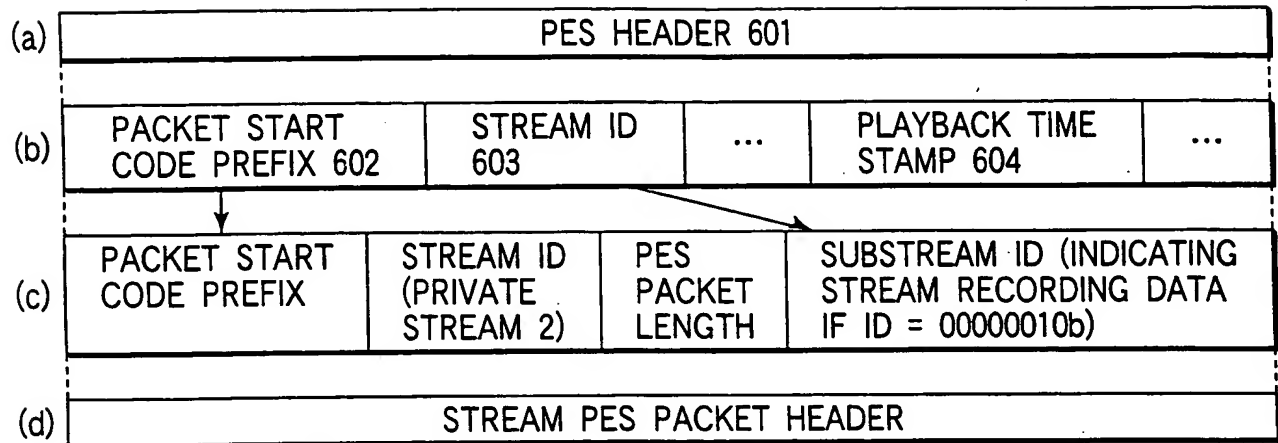 (a) PES HEADER 601
(b) PACKET START CODE PREFIX 602 STREAM ID 603 ... PLAYBACK TIME STAMP 604 ...
(c) PACKET START CODE PREFIX STREAM ID (PRIVATE STREAM 2) PES PACKET LENGTH SUBSTREAM ID (INDICATING STREAM RECORDING DATA IF ID = 00000010b)
(d) STREAM PES PACKET HEADER